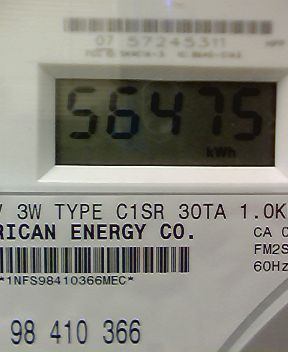 07 57245311
56475
kWh
3W TYPE C1SR 30TA 1.0K
RICAN ENERGY CO.
CA
FM2S
60Hz
*1NFS98410366MEC*
98 410 366